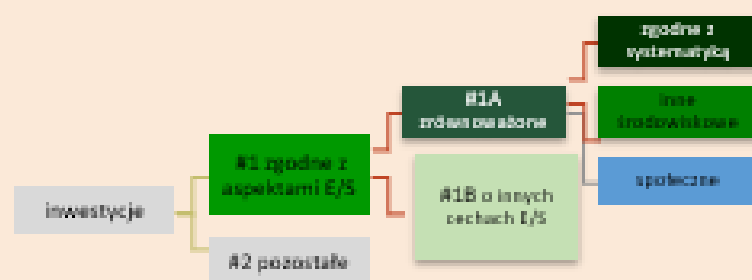 zgodne z
systematyką
#1A
zrównoważone
inne
środowiskowe
#1 zgodne z
aspektami E/S
społeczne
#1B o innych
cechach E/S
inwestycje
#2 pozostałe